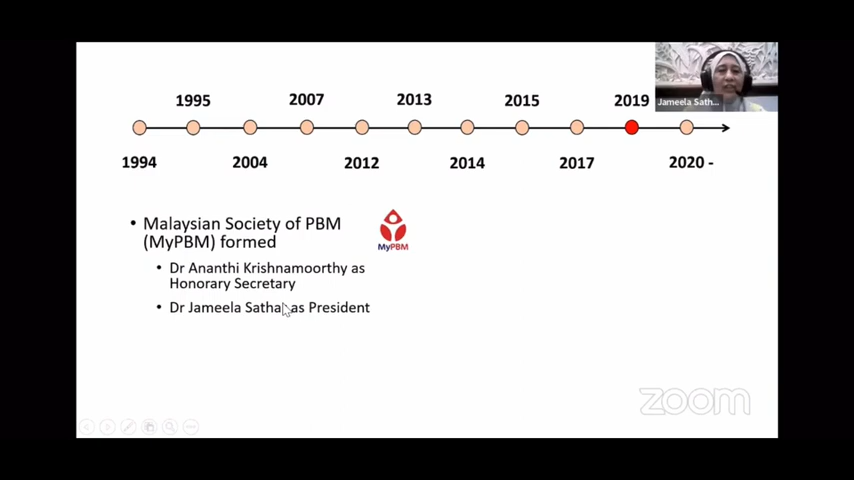 1995 2007 2013 2015 2019
Jameela Sath...
1994 2004 2012 2014 2017 2020 -
• Malaysian Society of PBM
(MyPBM) formed
MyPBM
• Dr Ananthi Krishnamoorthy as
Honorary Secretary
• Dr Jameela Sathar as President
zoom